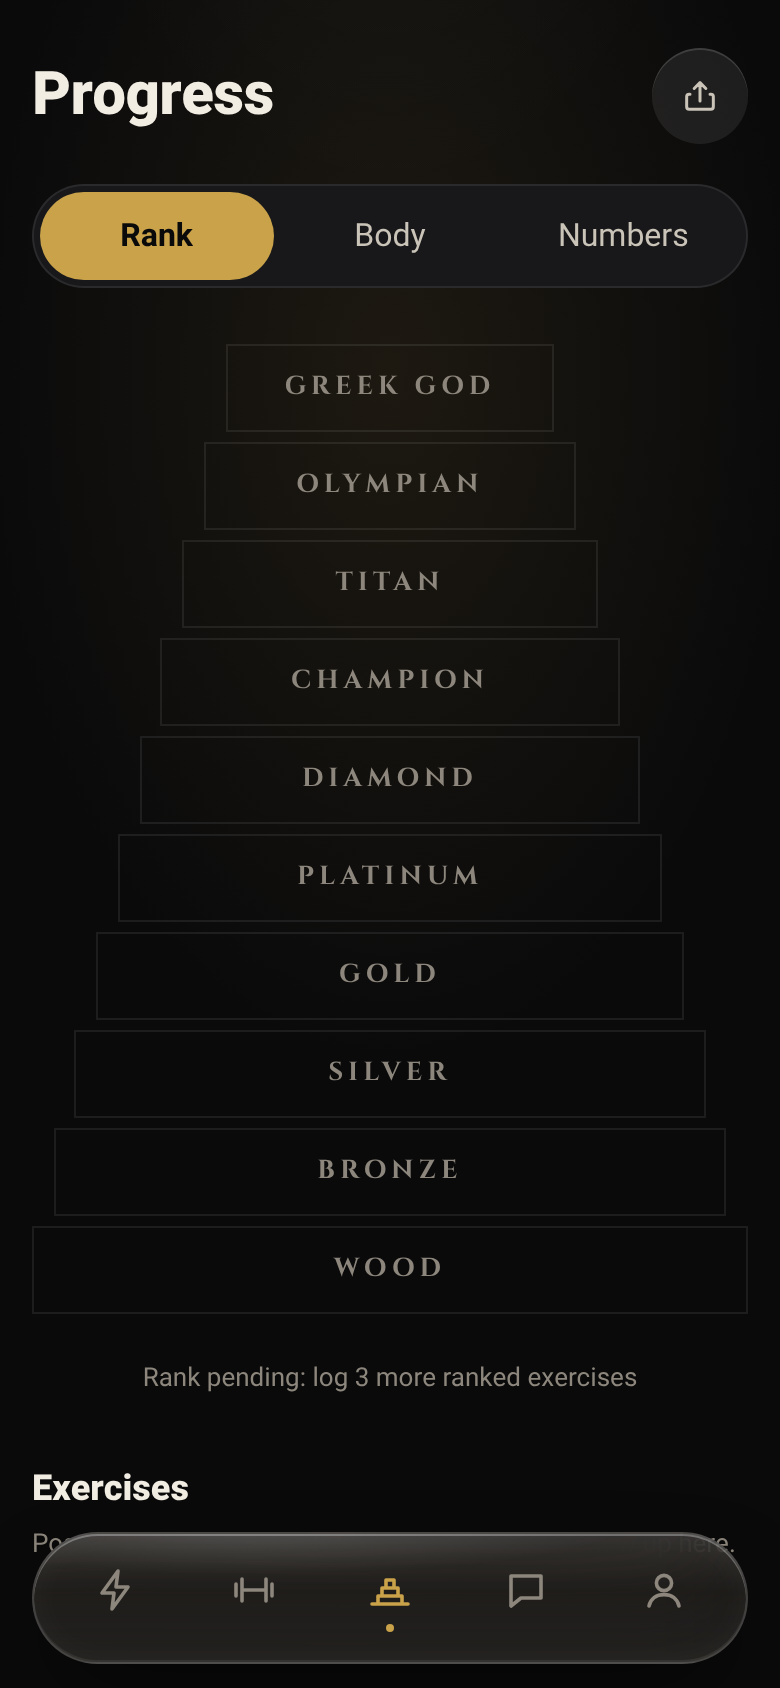 Progress
Rank
Body
Numbers
GREEK GOD
OLYMPIAN
TITAN
CHAMPION
DIAMOND
PLATINUM
GOLD
SILVER
BRONZE
WOOD
Rank pending: log 3 more ranked exercises
Exercises
here.